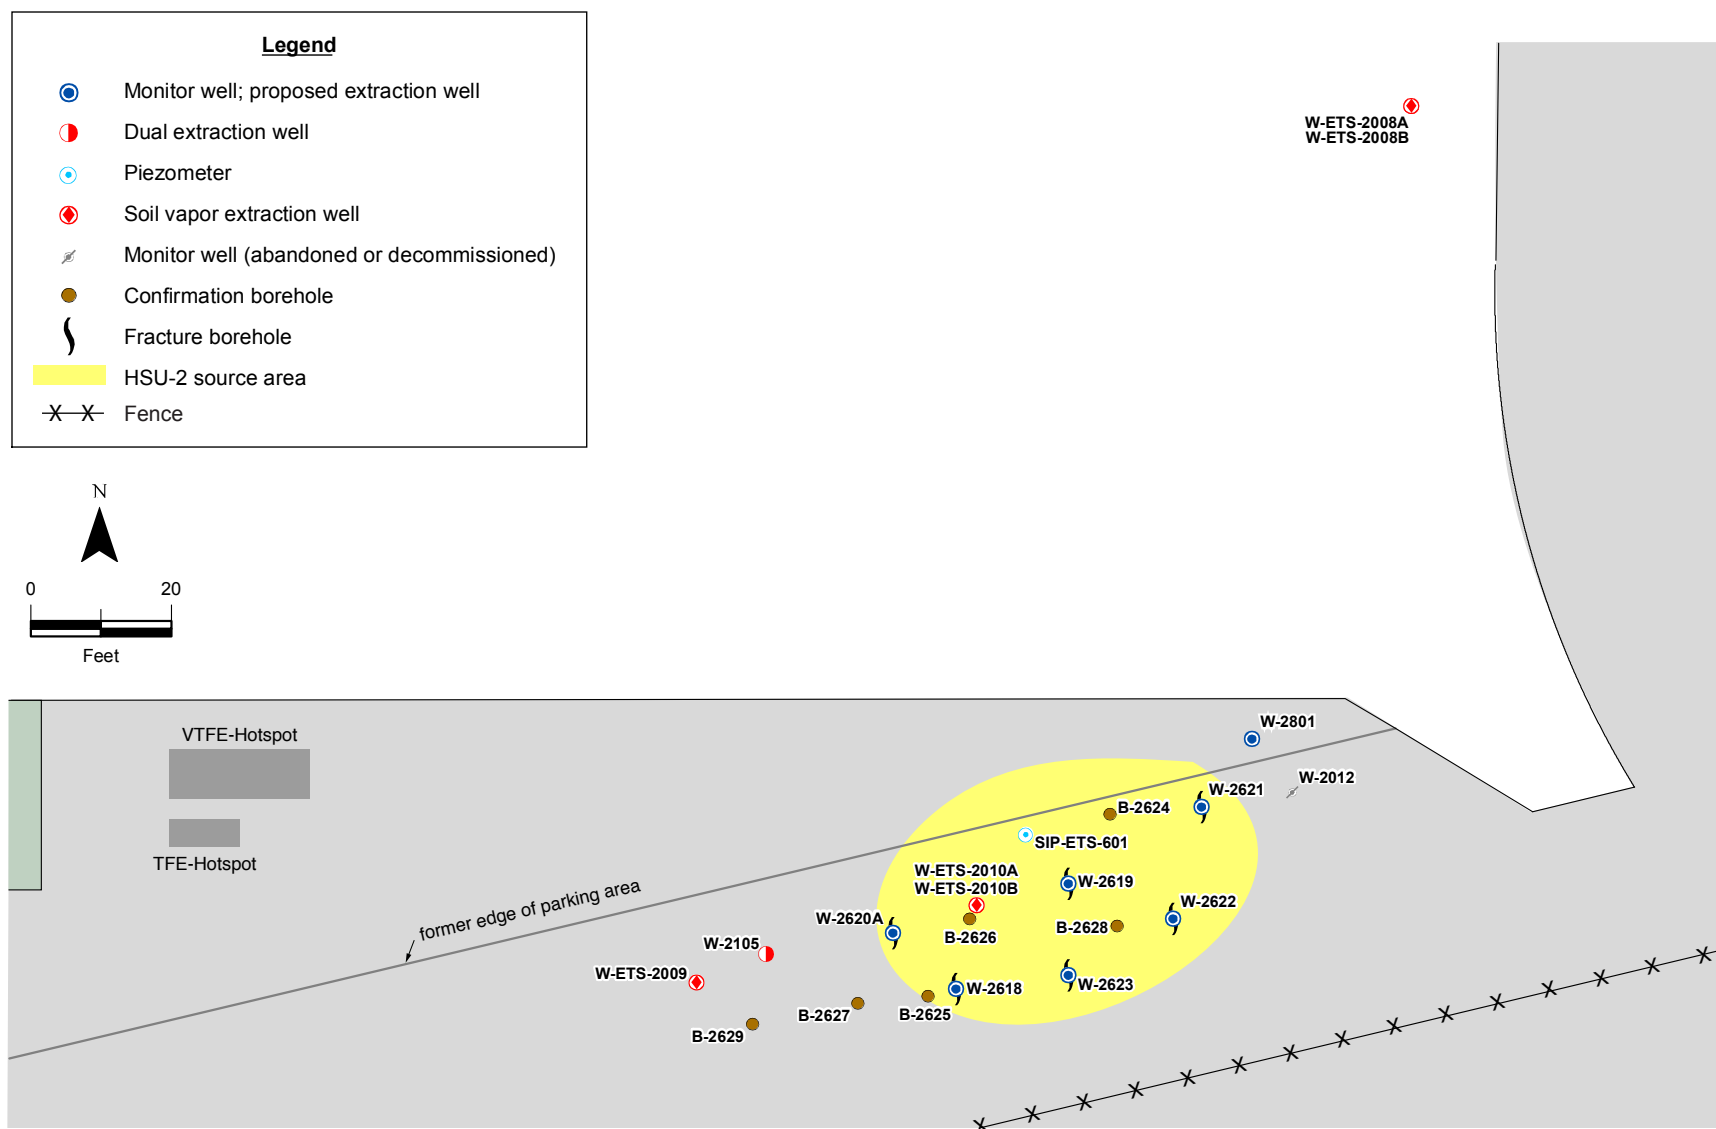 Legend
Monitor well; proposed extraction well
Dual extraction well
Piezometer
Soil vapor extraction well
Monitor well (abandoned or decommissioned)
Confirmation borehole
Fracture borehole
HSU-2 source area
X X Fence
W-ETS-2008A
W-ETS-2008B
N
0 20
Feet
VTFE-Hotspot
TFE-Hotspot
former edge of parking area
W-2801
W-2012
W-2621
B-2624
SIP-ETS-601
W-ETS-2010A
W-ETS-2010B
W-2619
W-2622
W-2620A
B-2626
B-2628
W-2105
W-ETS-2009
W-2623
W-2618
B-2627
B-2625
B-2629
X X X X X X X X X X X X X X X